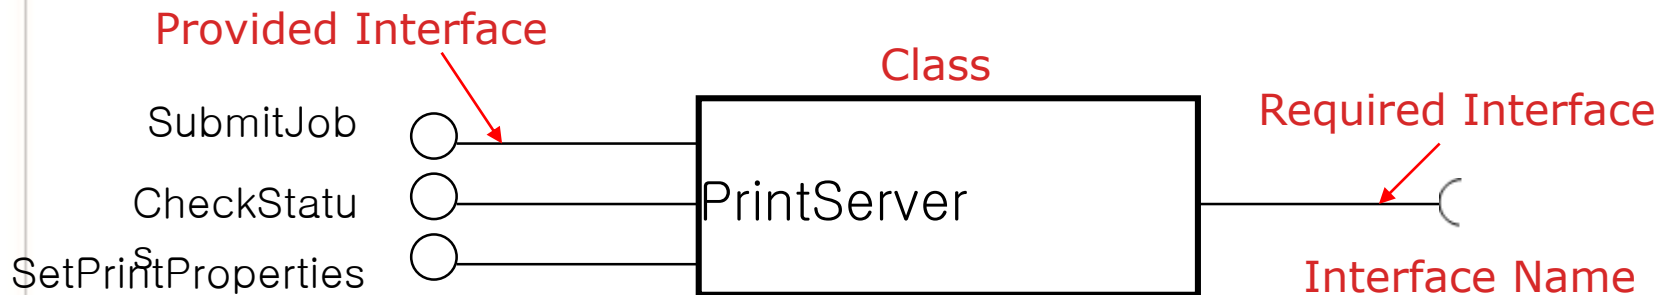 Provided Interface
Class
SubmitJob
Required Interface
CheckStatu
s
PrintServer
SetPrintProperties
Interface Name